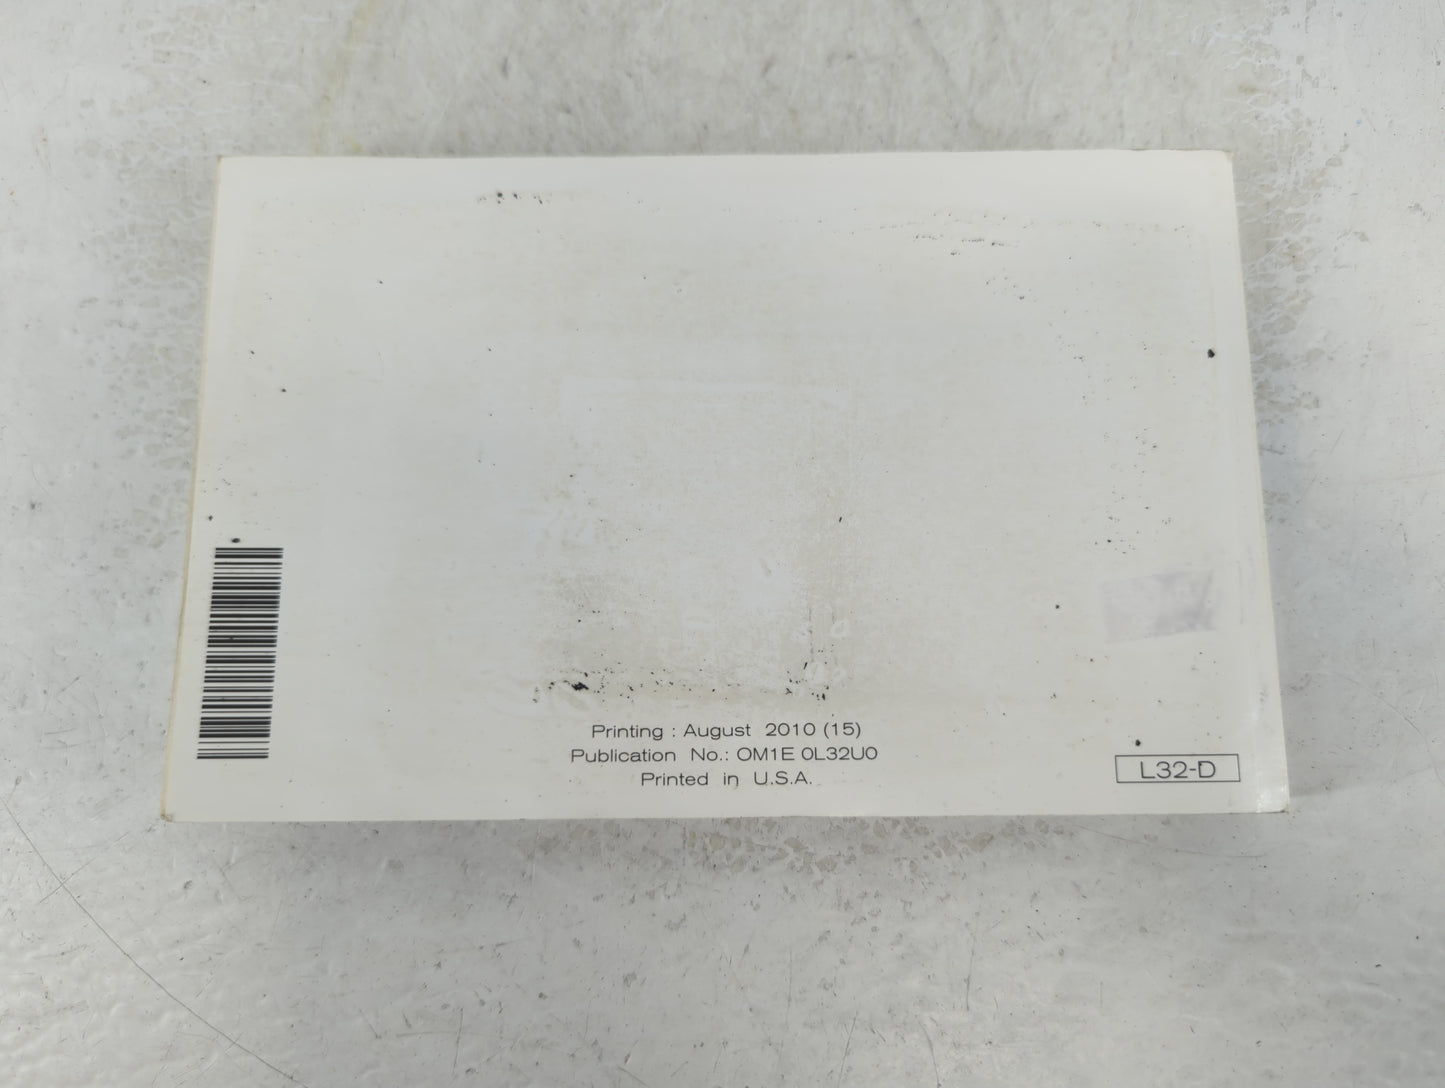 Printing : August 2010 (15)
Publication No.: OM1E 0L32U0
Printed in U.S.A.
L32-D